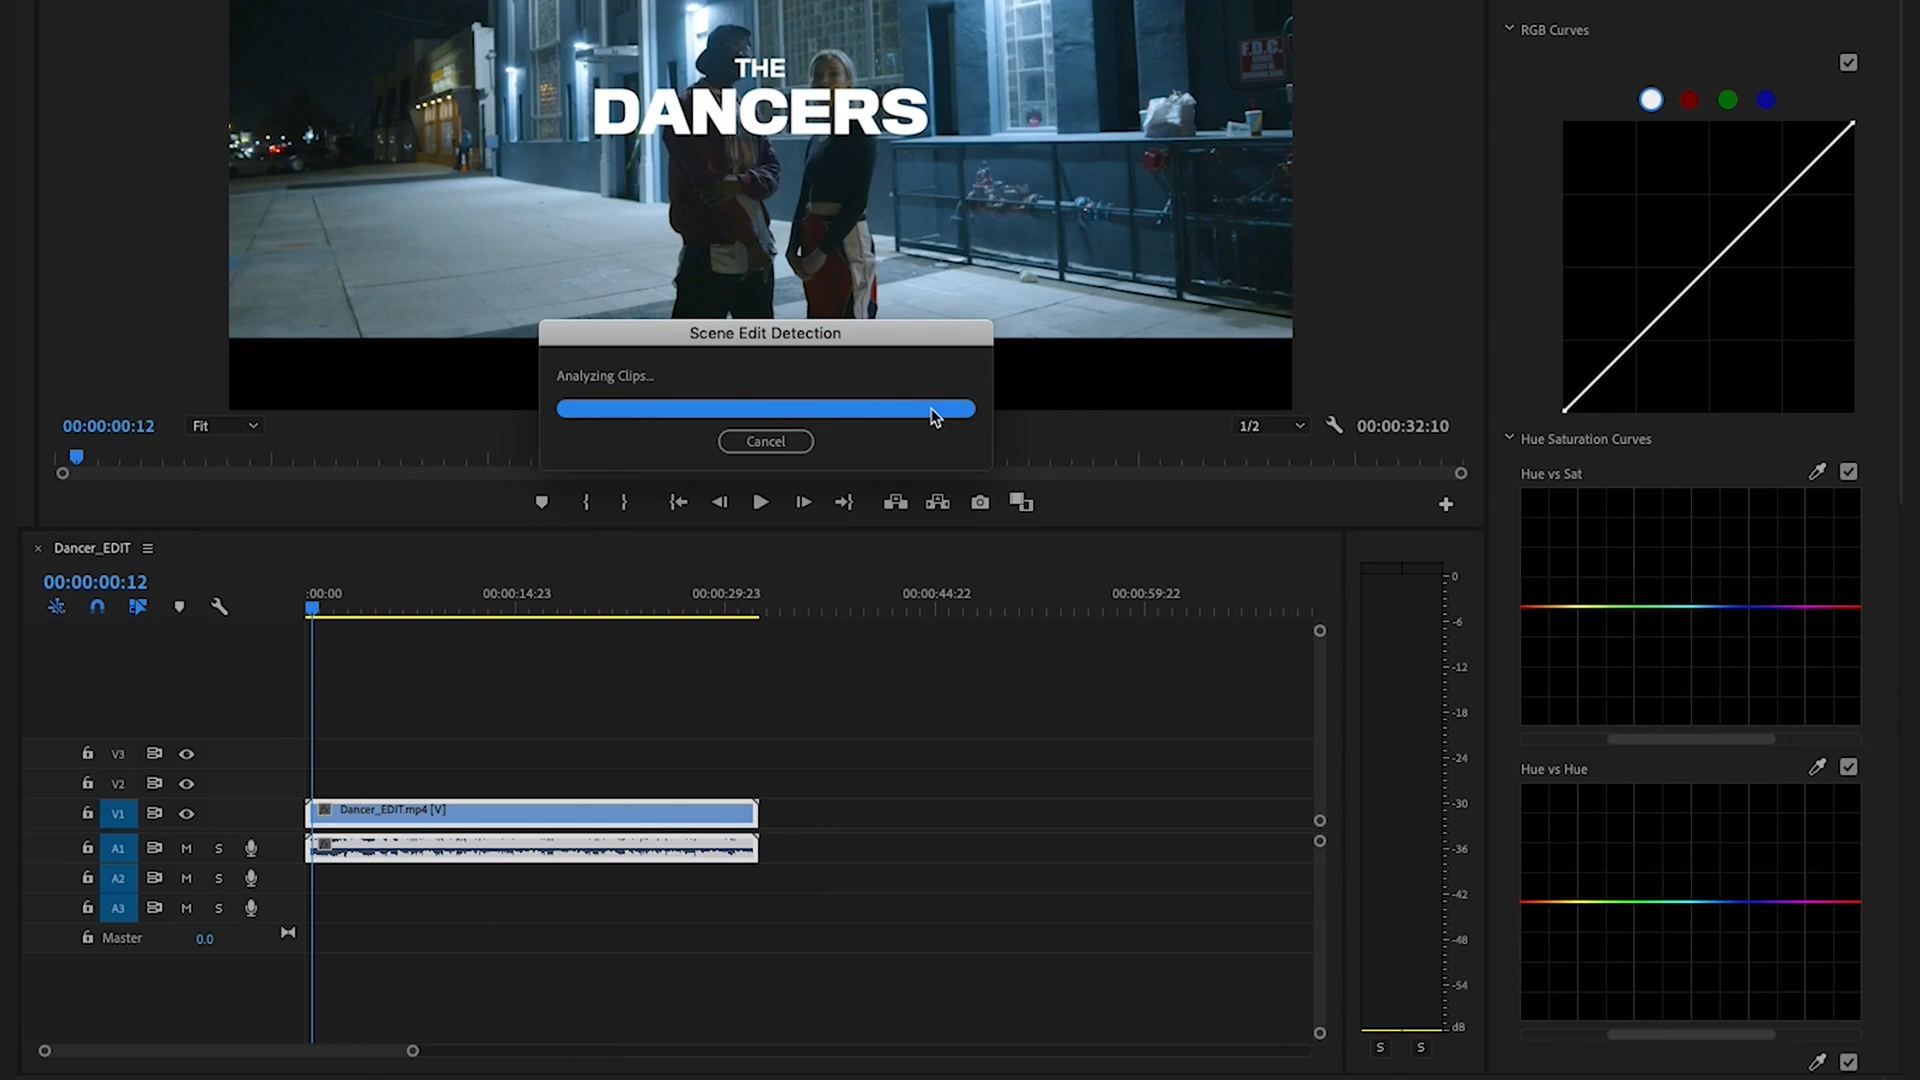 RGB Curves
THE
DANCERS
F.D.C.
Scene Edit Detection
Analyzing Clips...
Cancel
00:00:00:12
Fit
1/2
00:00:32:10
Hue Saturation Curves
Hue vs Sat
Dancer_EDIT
00:00:00:12
:00:00
00:00:14:23
00:00:29:23
00:00:44:22
00:00:59:22
0
-6
-12
-18
-24
-30
-36
-42
-48
-54
dB
V3
V2
V1
Dancer_EDIT.mp4 [V]
A1 M S
A2 M S
A3 M S
Master 0.0
S S
Hue vs Hue